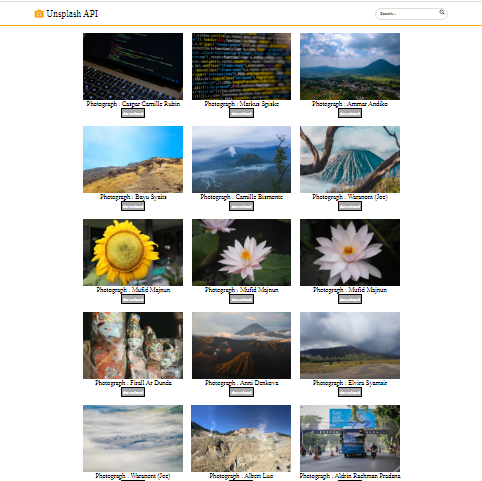 Unsplash API
Search...
Photograph : Caspar Camille Rubin
Photograph : Markus Spiske
Photograph : Ammar Andiko
download
download
download
Photograph : Bayu Syaits
Photograph : Camille Bismonte
Photograph : Waranont (Joe)
download
download
download
Photograph : Mufid Majnun
Photograph : Mufid Majnun
Photograph : Mufid Majnun
download
download
download
Photograph : Firall Ar Dunda
Photograph : Anni Denkova
Photograph : Elvira Syamsir
download
download
download
Photograph : Waranont (Joe)
Photograph : Albert Luo
Photograph : Aldrin Rachman Pradana